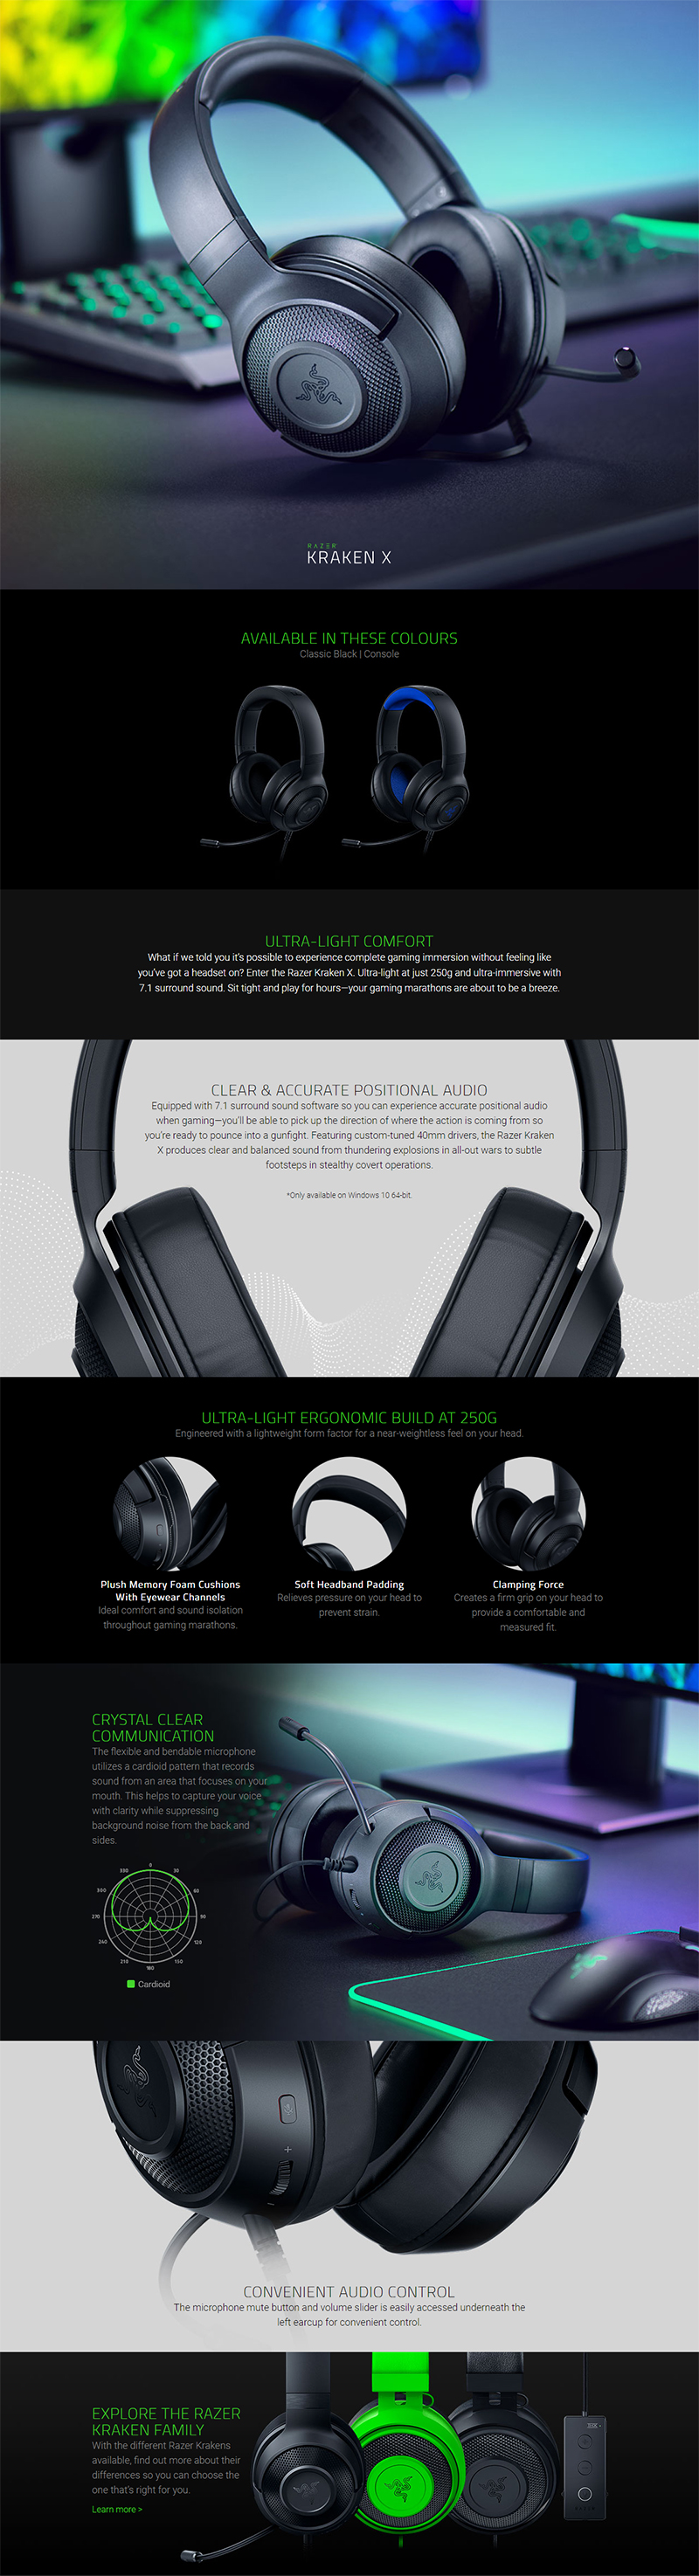 RAZER
KRAKEN X
AVAILABLE IN THESE COLOURS
Classic Black | Console
ULTRA-LIGHT COMFORT
What if we told you it's possible to experience complete gaming immersion without feeling like
you've got a headset on? Enter the Razer Kraken X. Ultra-light at just 250g and ultra-immersive with
7.1 surround sound. Sit tight and play for hours—your gaming marathons are about to be a breeze.
CLEAR & ACCURATE POSITIONAL AUDIO
Equipped with 7.1 surround sound software so you can experience accurate positional audio
when gaming—you'll be able to pick up the direction of where the action is coming from so
you're ready to pounce into a gunfight. Featuring custom-tuned 40mm drivers, the Razer Kraken
X produces clear and balanced sound from thundering explosions in all-out wars to subtle
footsteps in stealthy covert operations.
*Only available on Windows 10 64-bit.
ULTRA-LIGHT ERGONOMIC BUILD AT 250G
Engineered with a lightweight form factor for a near-weightless feel on your head.
Plush Memory Foam Cushions
With Eyewear Channels
Ideal comfort and sound isolation
throughout gaming marathons.
Soft Headband Padding
Relieves pressure on your head to
prevent strain.
Clamping Force
Creates a firm grip on your head to
provide a comfortable and
measured fit.
CRYSTAL CLEAR
COMMUNICATION
The flexible and bendable microphone
utilizes a cardioid pattern that records
sound from an area that focuses on your
mouth. This helps to capture your voice
with clarity while suppressing
background noise from the back and
sides.
0
330 30
300 60
270 90
240 120
210 150
180
Cardioid
+
CONVENIENT AUDIO CONTROL
The microphone mute button and volume slider is easily accessed underneath the
left earcup for convenient control.
EXPLORE THE RAZER
KRAKEN FAMILY
With the different Razer Krakens
available, find out more about their
differences so you can choose the
one that's right for you.
Learn more >